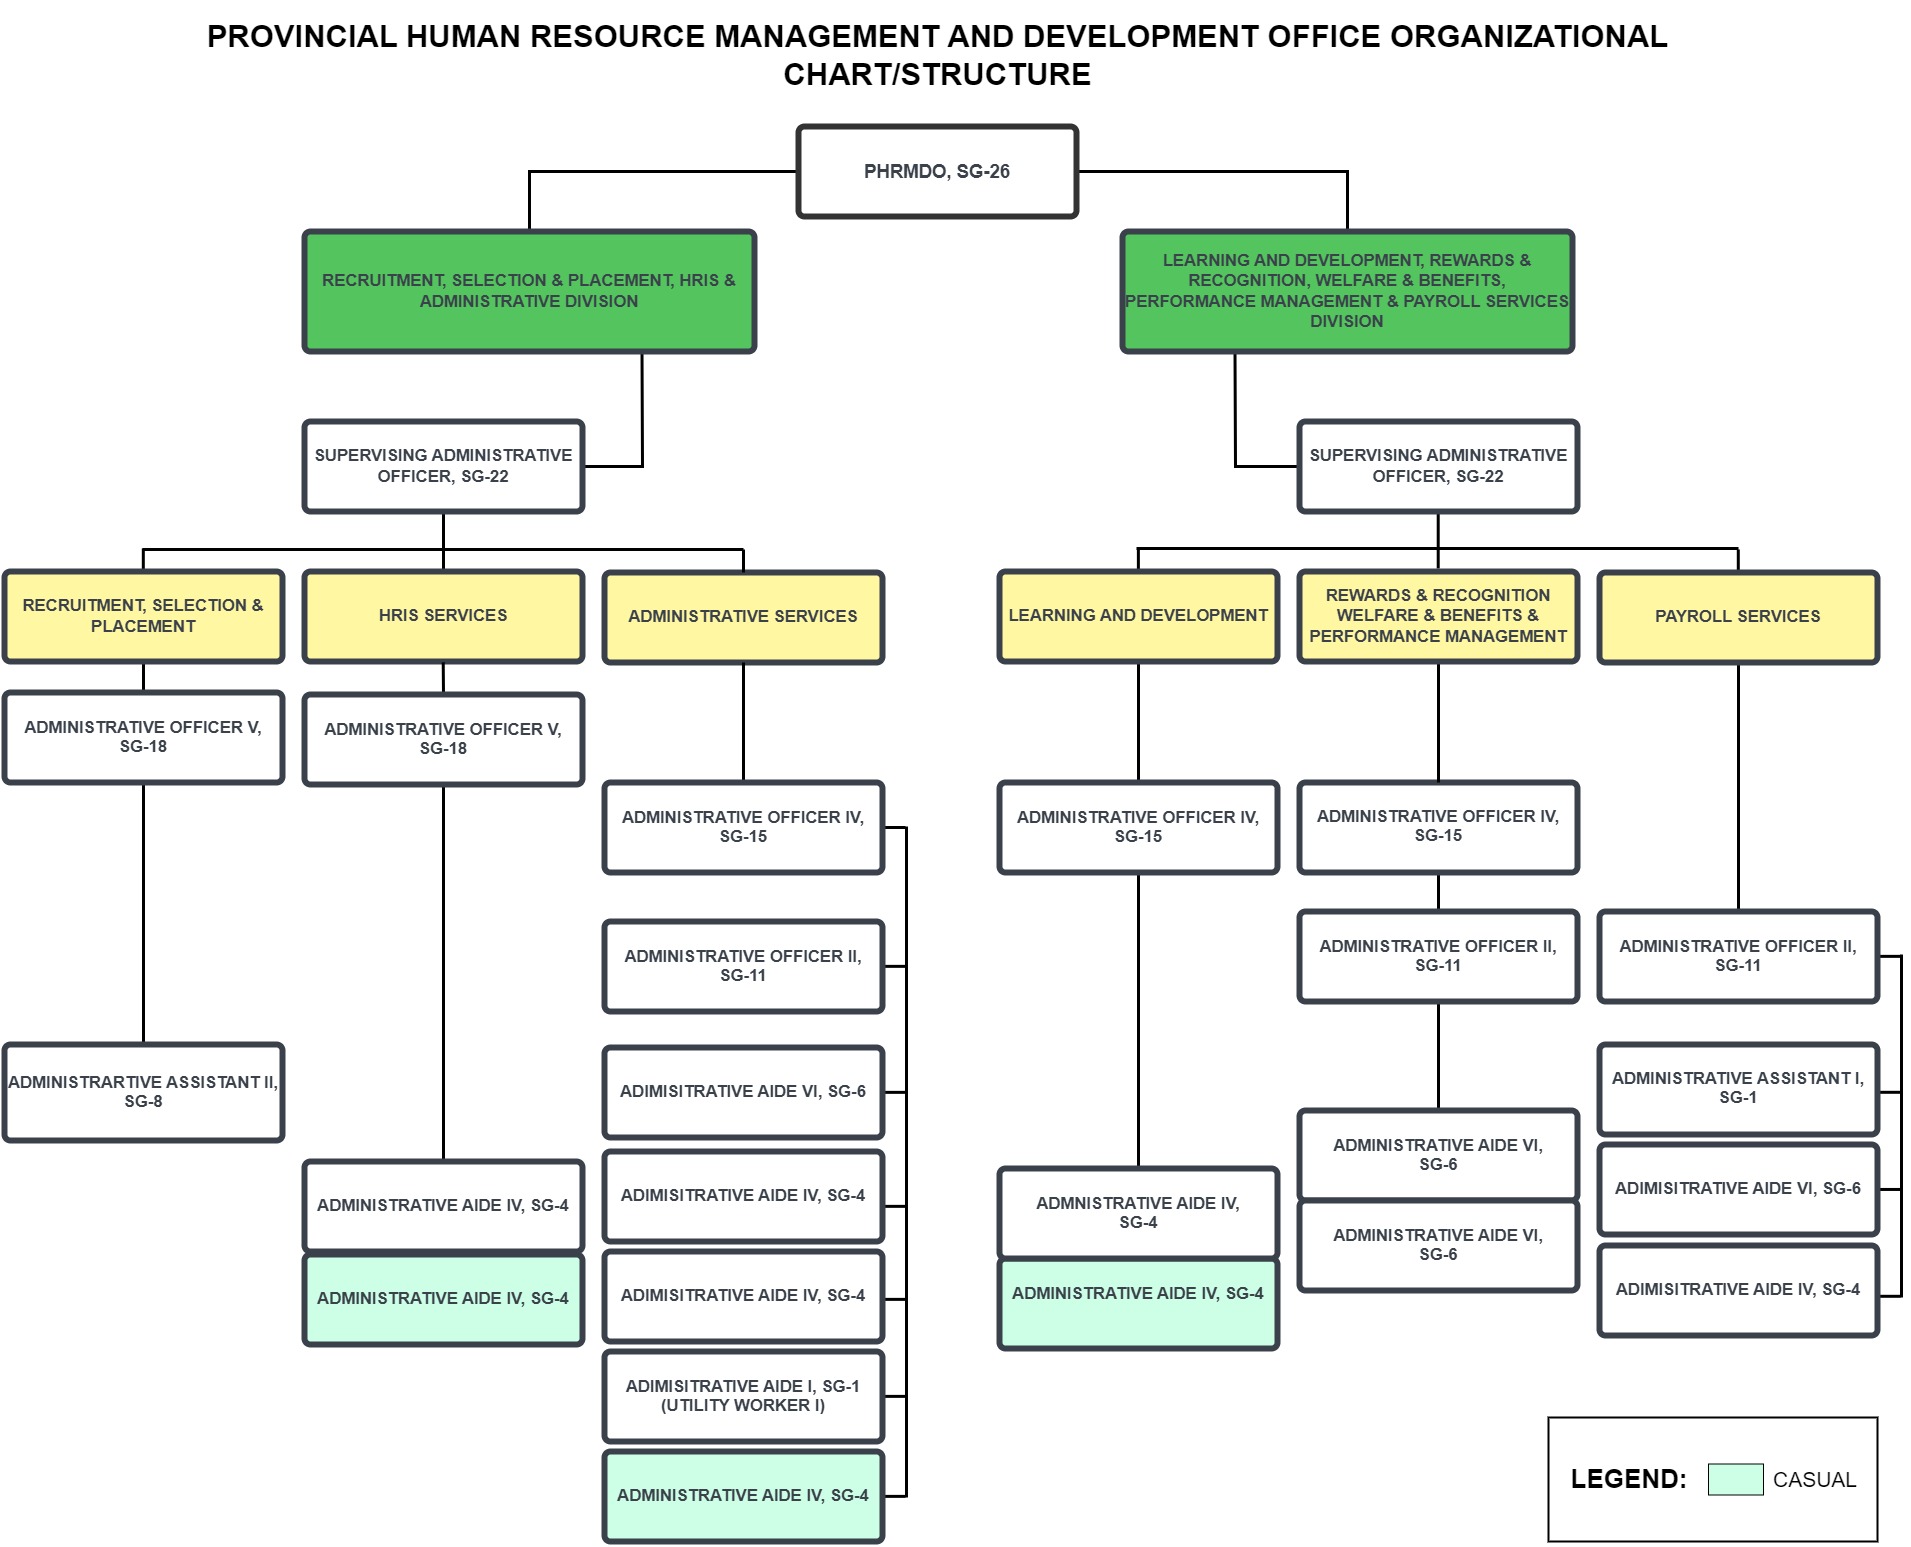 PROVINCIAL HUMAN RESOURCE MANAGEMENT AND DEVELOPMENT OFFICE ORGANIZATIONAL
CHART/STRUCTURE
PHRMDO, SG-26
RECRUITMENT, SELECTION & PLACEMENT, HRIS &
ADMINISTRATIVE DIVISION
LEARNING AND DEVELOPMENT, REWARDS &
RECOGNITION, WELFARE & BENEFITS,
PERFORMANCE MANAGEMENT & PAYROLL SERVICES
DIVISION
SUPERVISING ADMINISTRATIVE
OFFICER, SG-22
SUPERVISING ADMINISTRATIVE
OFFICER, SG-22
RECRUITMENT, SELECTION &
PLACEMENT
ADMINISTRATIVE OFFICER V,
SG-18
ADMINISTRARTIVE ASSISTANT II,
SG-8
HRIS SERVICES
ADMINISTRATIVE OFFICER V,
SG-18
ADMINISTRATIVE AIDE IV, SG-4
ADMINISTRATIVE AIDE IV, SG-4
ADMINISTRATIVE SERVICES
ADMINISTRATIVE OFFICER IV,
SG-15
ADMINISTRATIVE OFFICER II,
SG-11
ADIMISITRATIVE AIDE VI, SG-6
ADIMISITRATIVE AIDE IV, SG-4
ADIMISITRATIVE AIDE IV, SG-4
ADIMISITRATIVE AIDE I, SG-1
(UTILITY WORKER I)
ADMINISTRATIVE AIDE IV, SG-4
LEARNING AND DEVELOPMENT
ADMINISTRATIVE OFFICER IV,
SG-15
ADMNISTRATIVE AIDE IV,
SG-4
ADMINISTRATIVE AIDE IV, SG-4
REWARDS & RECOGNITION
WELFARE & BENEFITS &
PERFORMANCE MANAGEMENT
ADMINISTRATIVE OFFICER IV,
SG-15
ADMINISTRATIVE OFFICER II,
SG-11
ADMINISTRATIVE AIDE VI,
SG-6
ADMINISTRATIVE AIDE VI,
SG-6
PAYROLL SERVICES
ADMINISTRATIVE OFFICER II,
SG-11
ADMINISTRATIVE ASSISTANT I,
SG-1
ADIMISITRATIVE AIDE VI, SG-6
ADIMISITRATIVE AIDE IV, SG-4
LEGEND: CASUAL